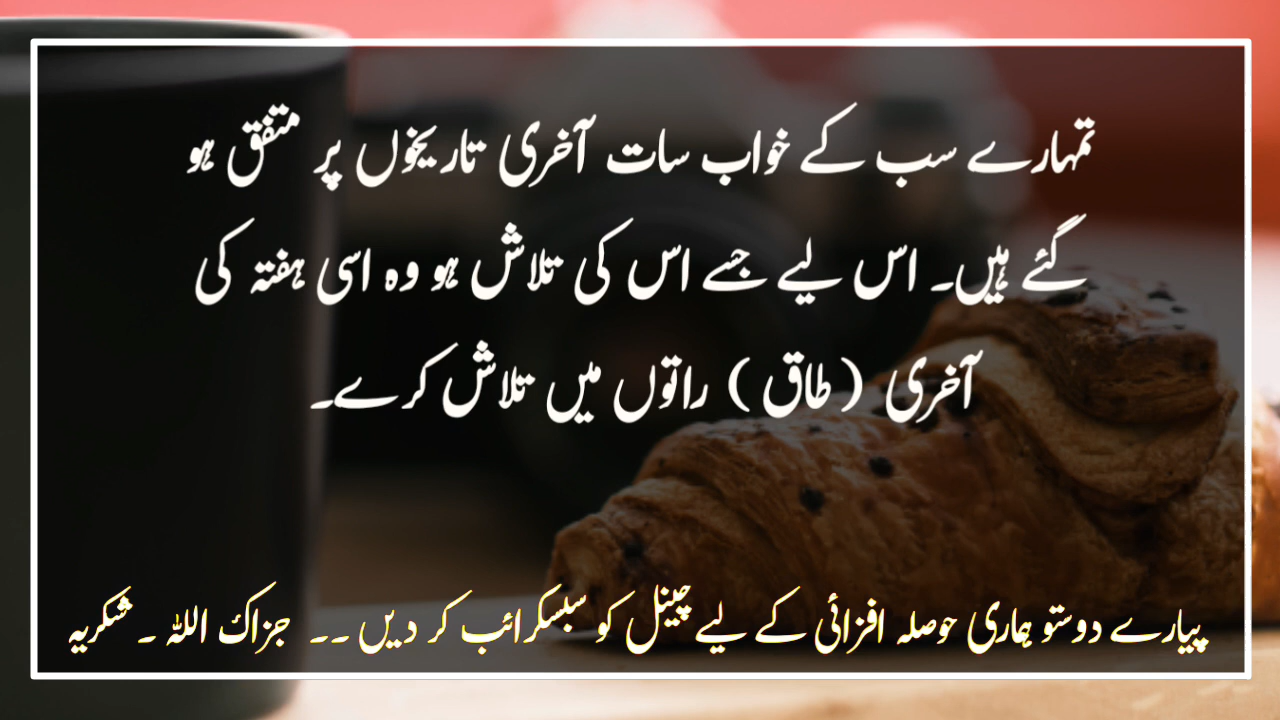 تمہارے سب کے خواب سات آخری تاریخوں پر متفق ہو
گئے ہیں۔ اس لیے جسے اس کی تلاش ہو وہ اسی ہفتہ کی
آخری (طاق) راتوں میں تلاش کرے۔
پیارے دوستو ہماری حوصلہ افزائی کے لیے چینل کو سبسکرائب کر دیں ۔۔ جزاک اللہ ۔ شکریہ